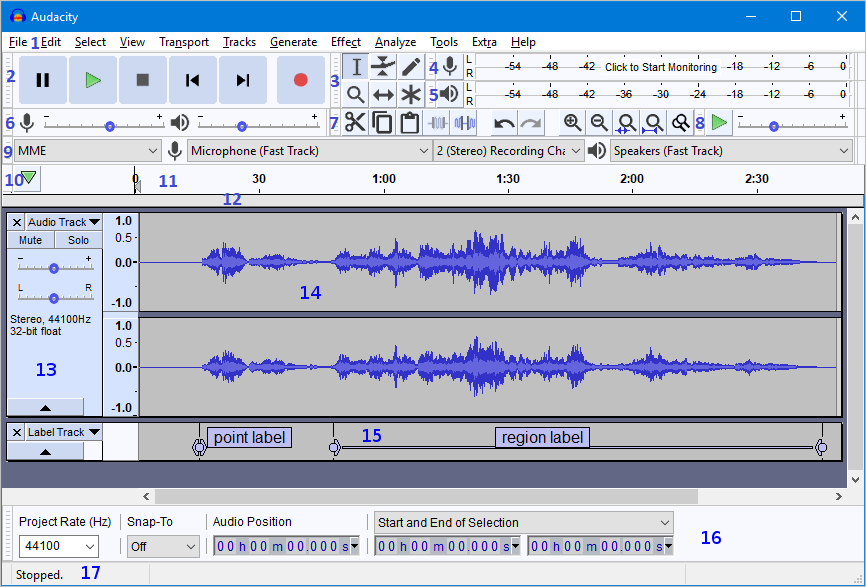 Audacity
File 1 Edit Select View Transport Tracks Generate Effect Analyze Tools Extra Help
2 3 4 L R -54 -48 -42 Click to Start Monitoring -18 -12 -6 0
5 L R -54 -48 -42 -36 -30 -24 -18 -12 -6 0
6 - + - + 7 8 - +
9 MME Microphone (Fast Track) 2 (Stereo) Recording Cha Speakers (Fast Track)
10 0 11 30 1:00 1:30 2:00 2:30
12
X Audio Track 1.0
Mute Solo 0.5
- + 0.0
L R
-1.0
14
Stereo, 44100Hz 1.0
32-bit float 0.5
13 0.0
-1.0
X Label Track point label 15 region label
Project Rate (Hz) Snap-To Audio Position Start and End of Selection 16
44100 Off 00 h 00 m 00.000 s 00 h 00 m 00.000 s 00 h 00 m 00.000 s
Stopped. 17